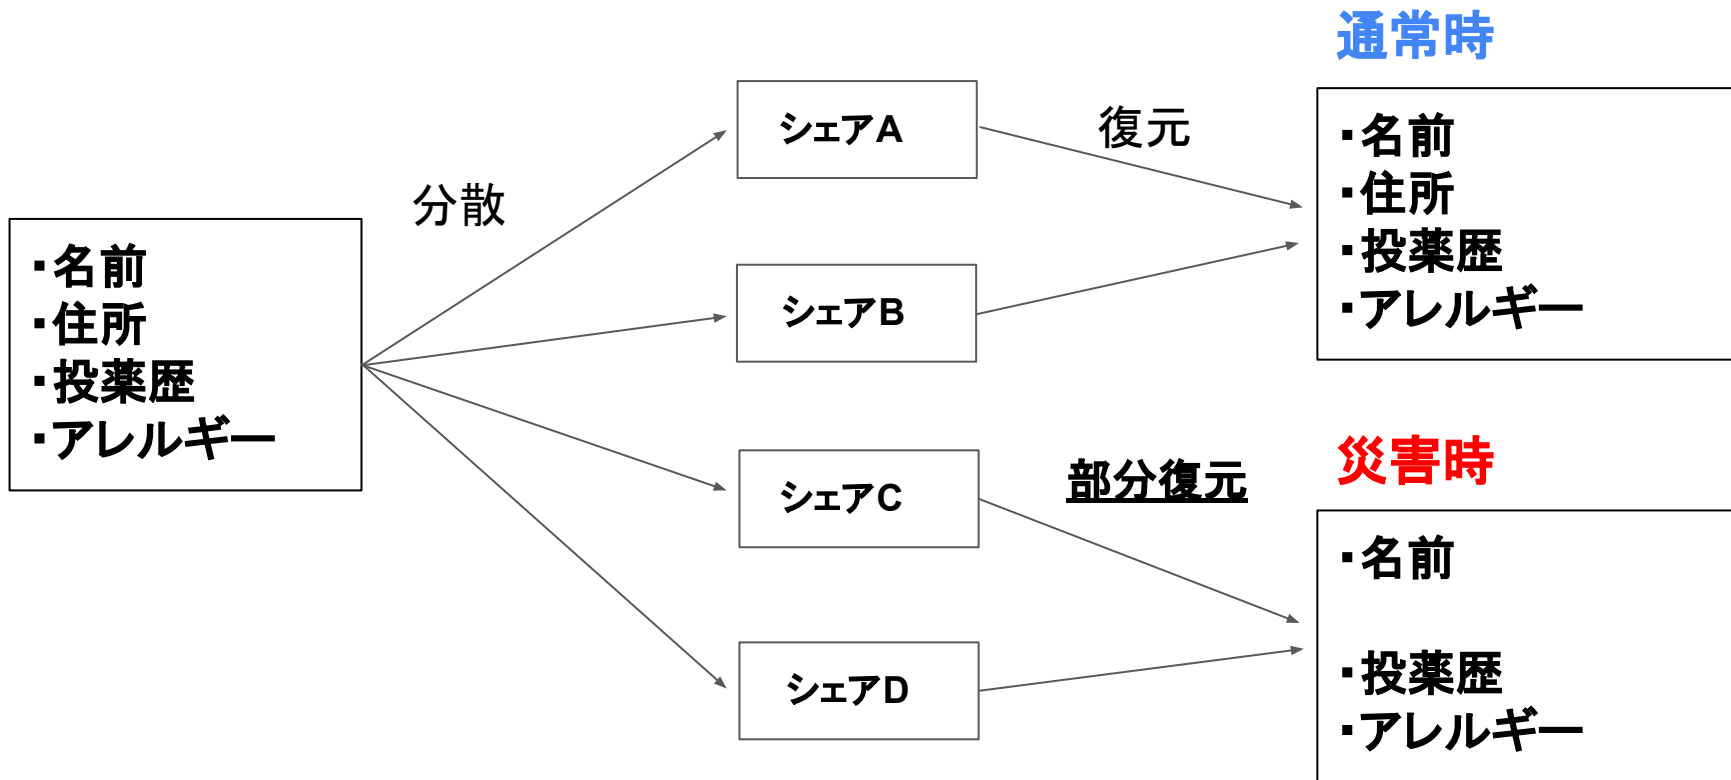 ・名前
・住所
・投薬歴
・アレルギー
分散
シェアA
シェアB
シェアC
シェアD
復元
通常時
・名前
・住所
・投薬歴
・アレルギー
部分復元
災害時
・名前
・投薬歴
・アレルギー